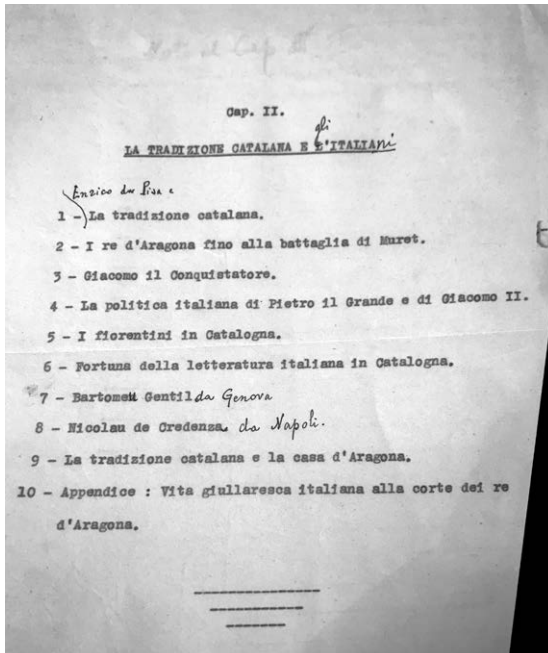 Cap. II.
gli
LA TRADIZIONE CATALANA E L'ITALIANI
Enrico da Pisa e
1 - La tradizione catalana.
2 - I re d'Aragona fino alla battaglia di Muret.
3 - Giacomo il Conquistatore.
4 - La politica italiana di Pietro il Grande e di Giacomo II.
5 - I fiorentini in Catalogna.
6 - Fortuna della letteratura italiana in Catalogna.
7 - Bartomeu Gentil da Genova
8 - Nicolau de Credensa da Napoli.
9 - La tradizione catalana e la casa d'Aragona.
10 - Appendice : Vita giullaresca italiana alla corte dei re
d'Aragona.